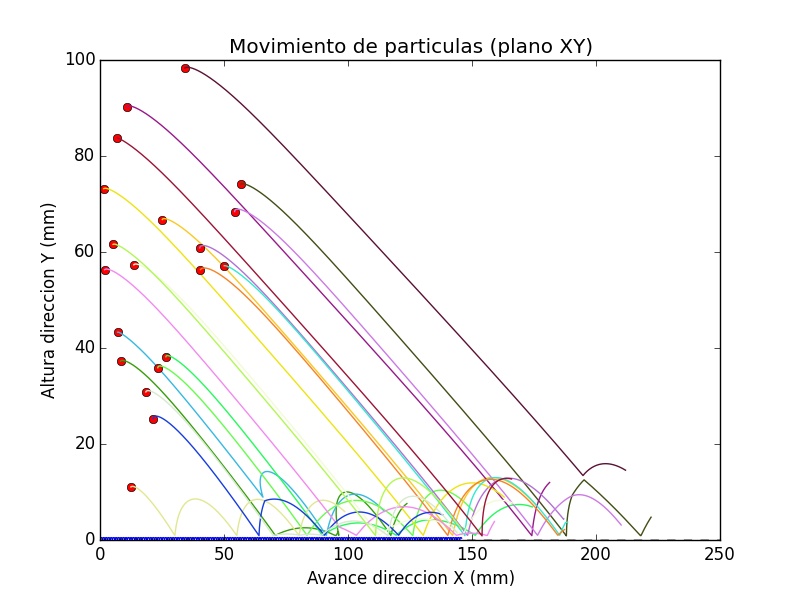 Movimiento de particulas (plano XY)
100
80
60
40
20
0
Altura direccion Y (mm)
0 50 100 150 200 250
Avance direccion X (mm)